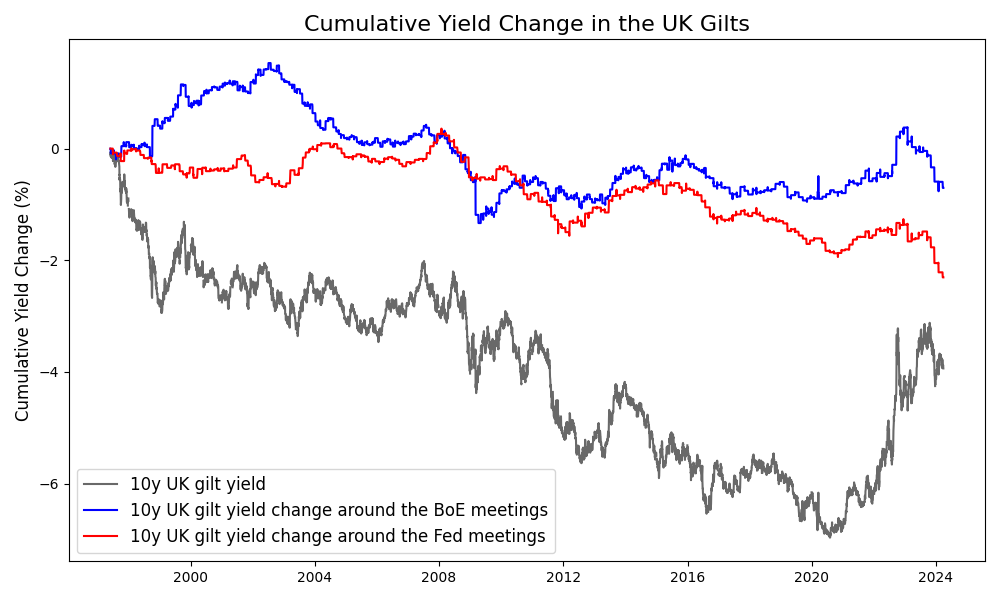 Cumulative Yield Change in the UK Gilts
Cumulative Yield Change (%)
0
−2
−4
−6
10y UK gilt yield
10y UK gilt yield change around the BoE meetings
10y UK gilt yield change around the Fed meetings
2000 2004 2008 2012 2016 2020 2024